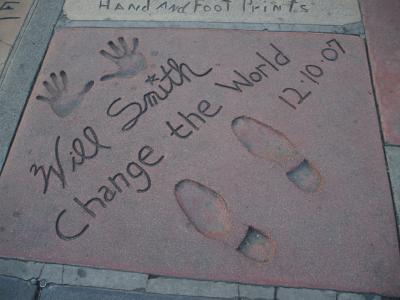 HAND AND FOOT PRINTS
Will Smith
Change the World
12.10.07